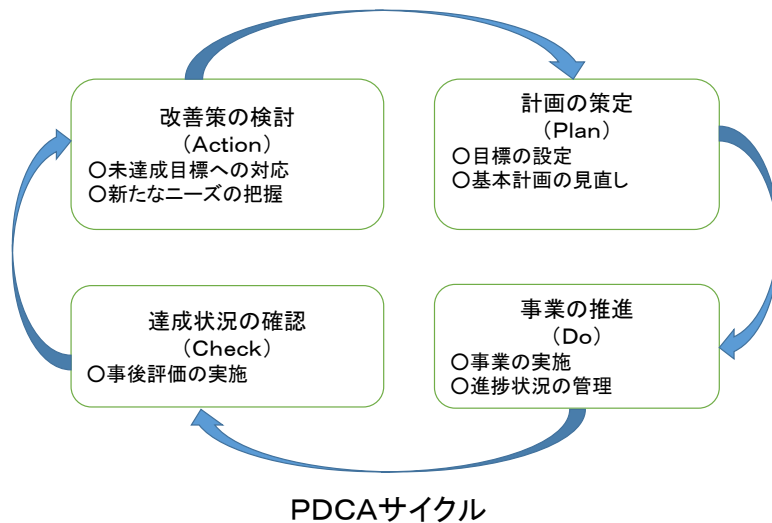 改善策の検討
（Action）
○未達成目標への対応
○新たなニーズの把握
計画の策定
（Plan）
○目標の設定
○基本計画の見直し
達成状況の確認
（Check）
○事後評価の実施
事業の推進
（Do）
○事業の実施
○進捗状況の管理
PDCAサイクル